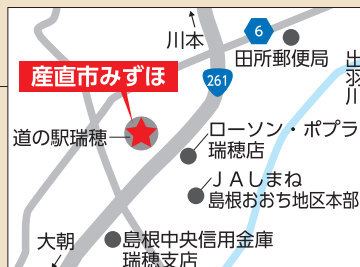 川本
6
田所郵便局
出羽川
産直市みずほ
261
道の駅瑞穂
ローソン・ポプラ
瑞穂店
JAしまね
島根おおち地区本部
大朝
島根中央信用金庫
瑞穂支店